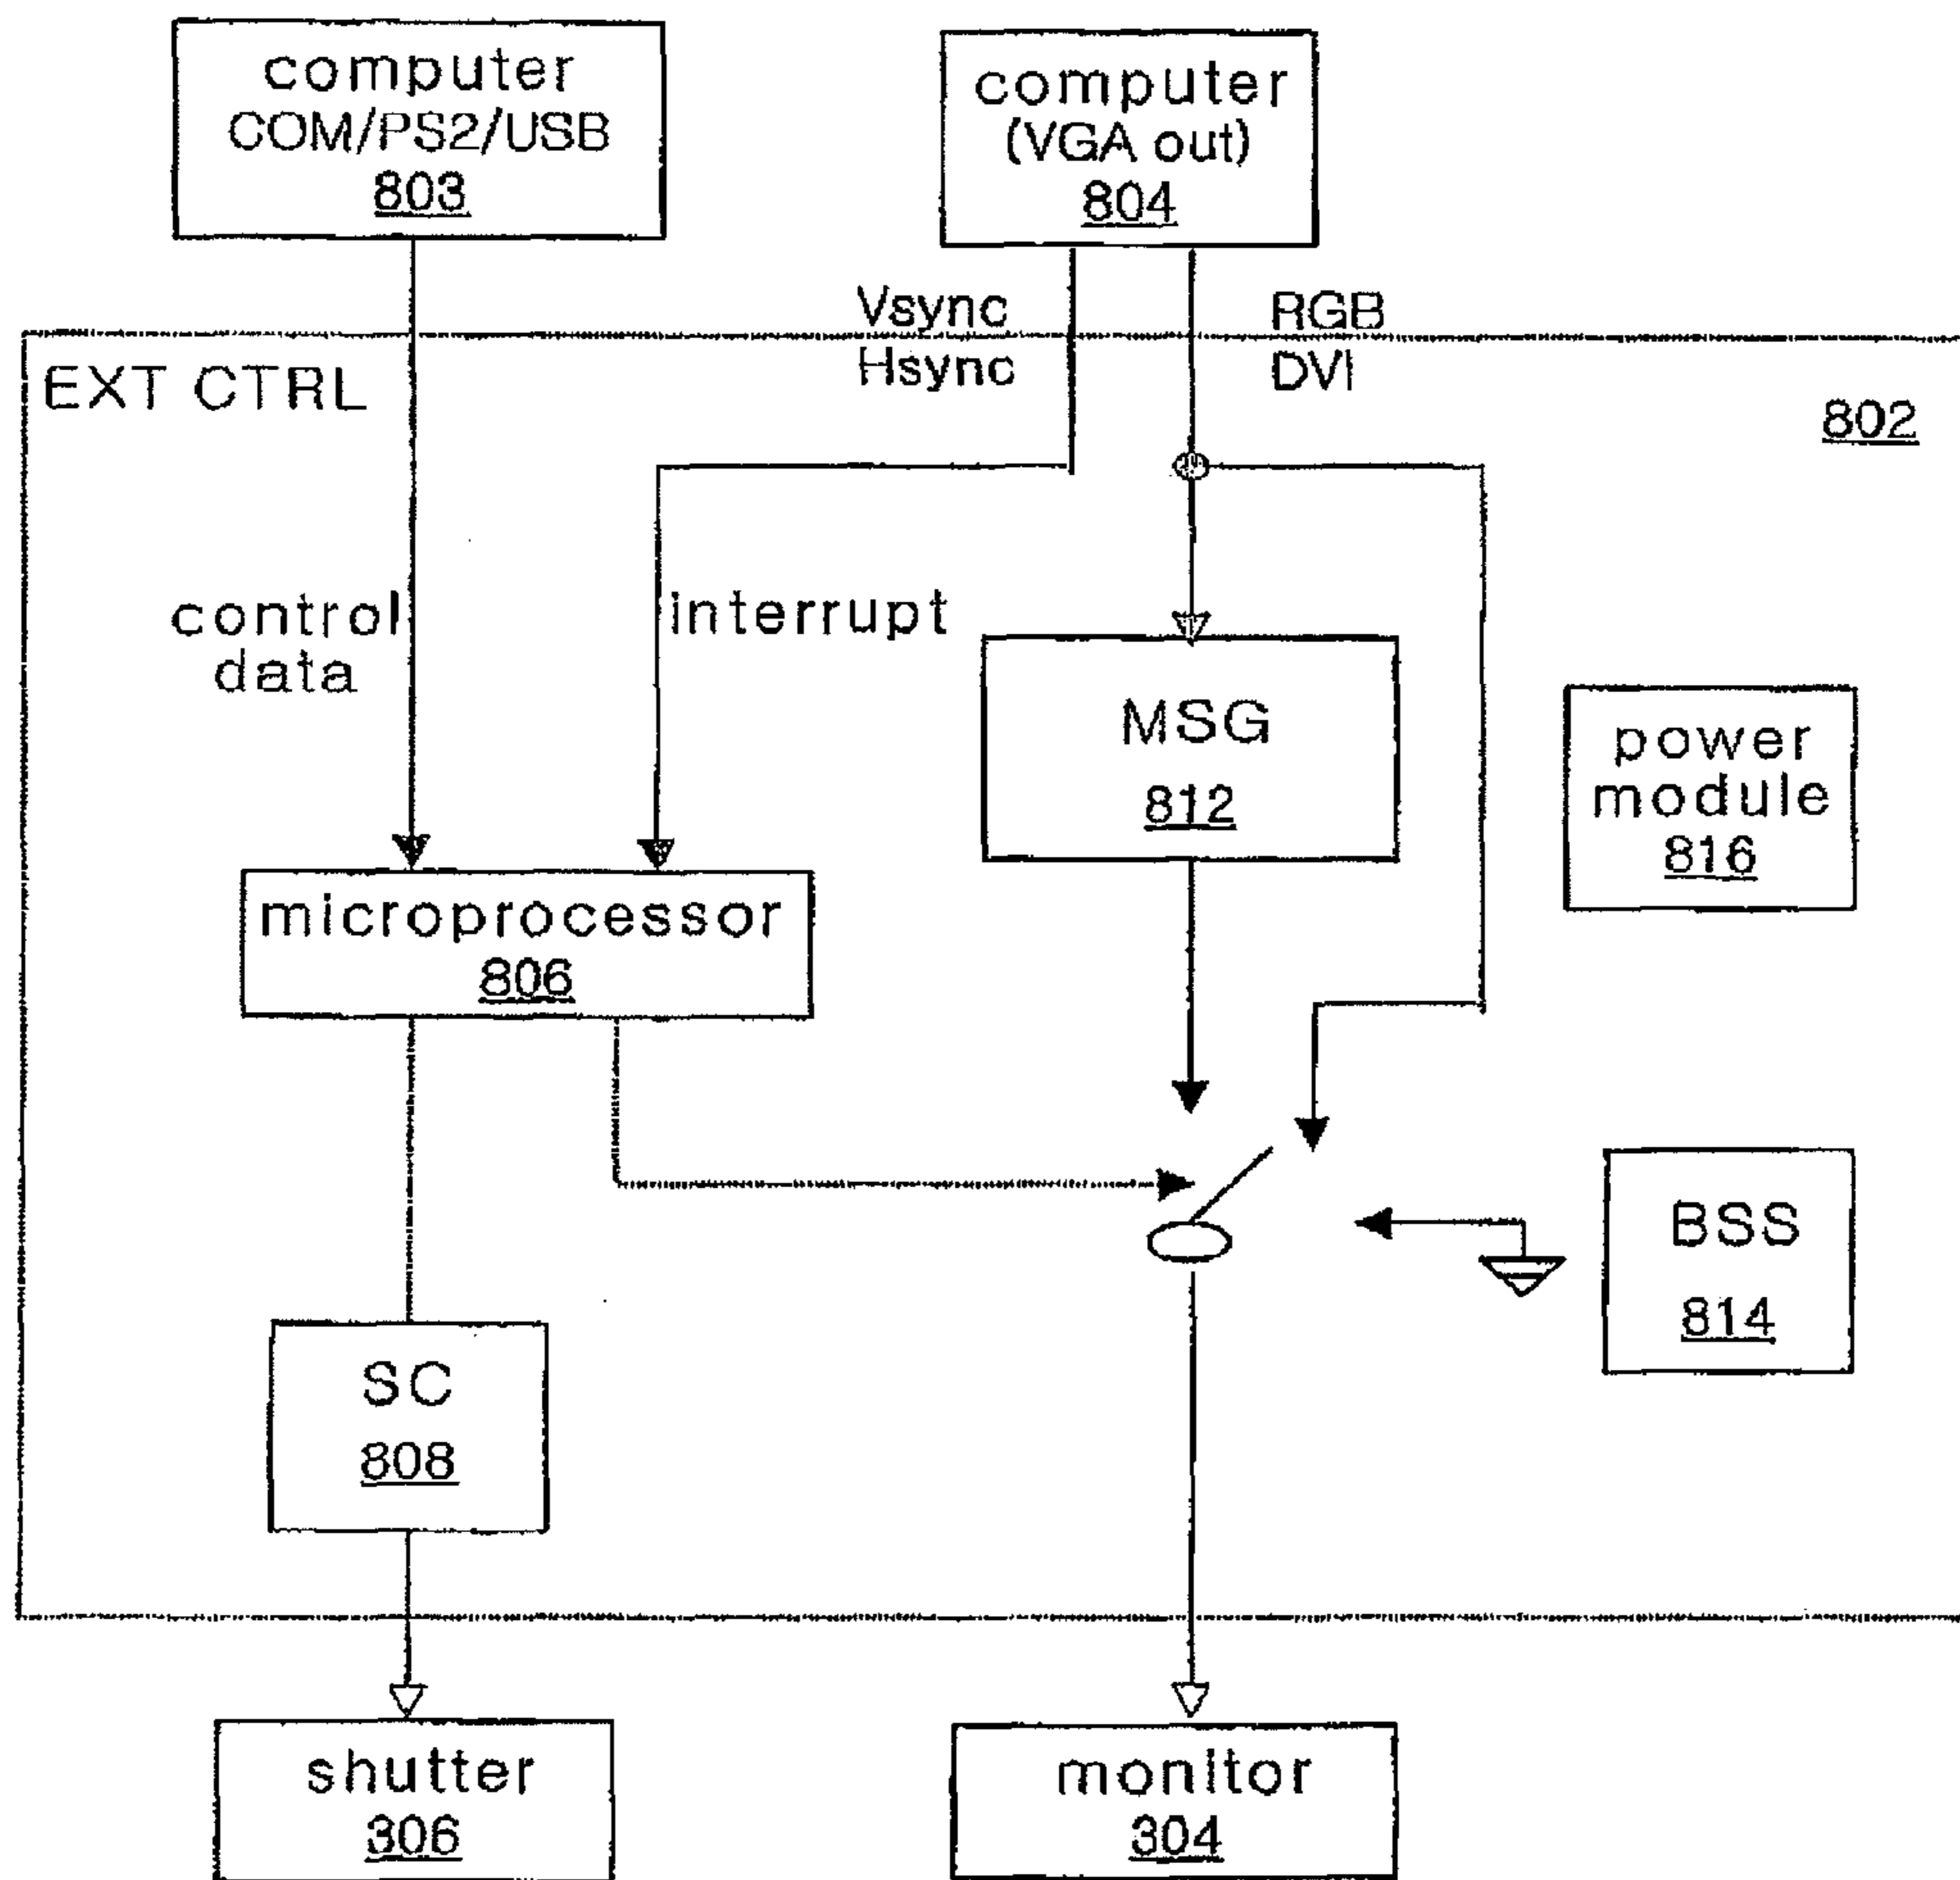 computer
COM/PS2/USB
803
computer
(VGA out)
804
Vsync
Hsync
RGB
DVI
EXT CTRL
802
control
data
interrupt
MSG
812
power
module
816
microprocessor
806
BSS
814
SC
808
shutter
306
monitor
304